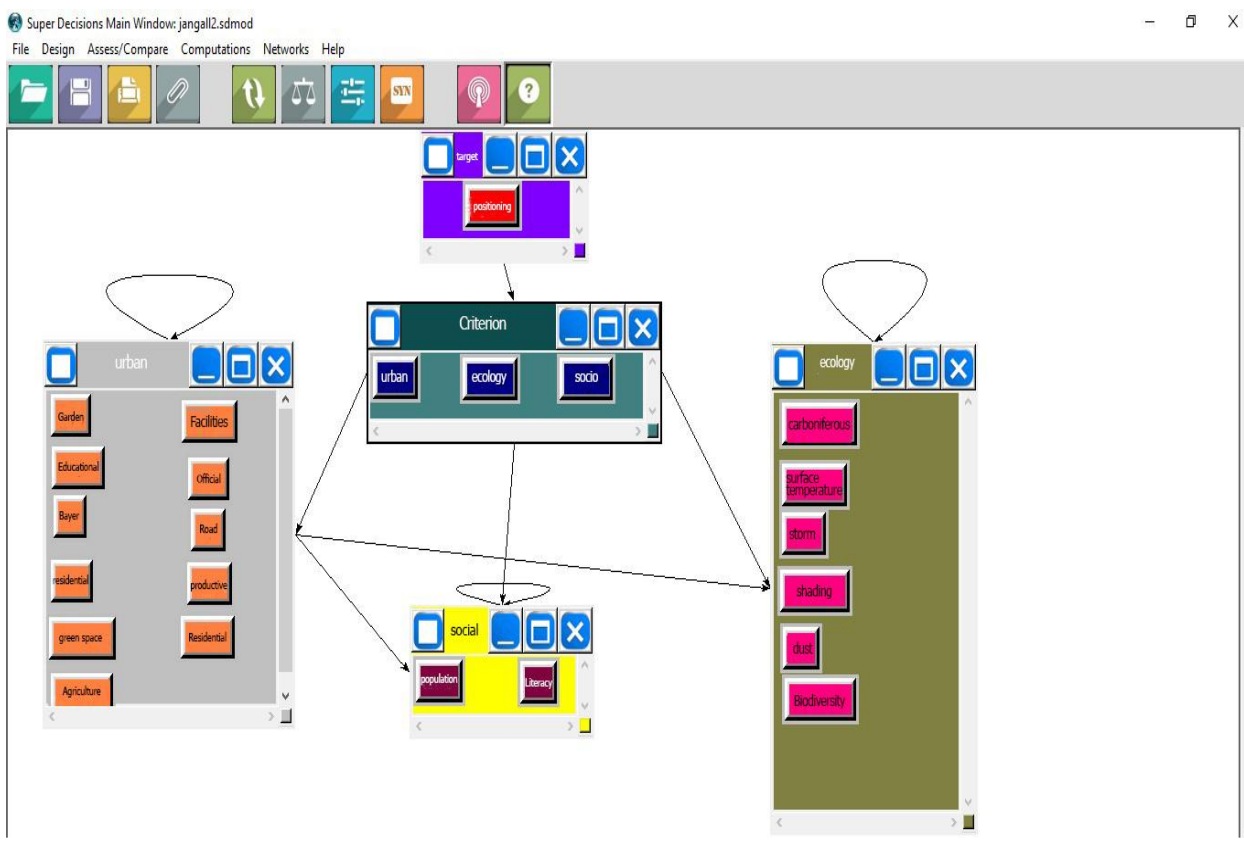 Super Decisions Main Window: jangall2.sdmod
File Design Assess/Compare Computations Networks Help
SYN
?
target
positioning
Criterion
urban ecology socio
urban
Garden
Facilities
Educational
Official
Bayer
Road
residential
productive
green space
Residential
Agriculture
social
population
Literacy
ecology
carboniferous
surface
temperature
storm
shading
dust
Biodiversity